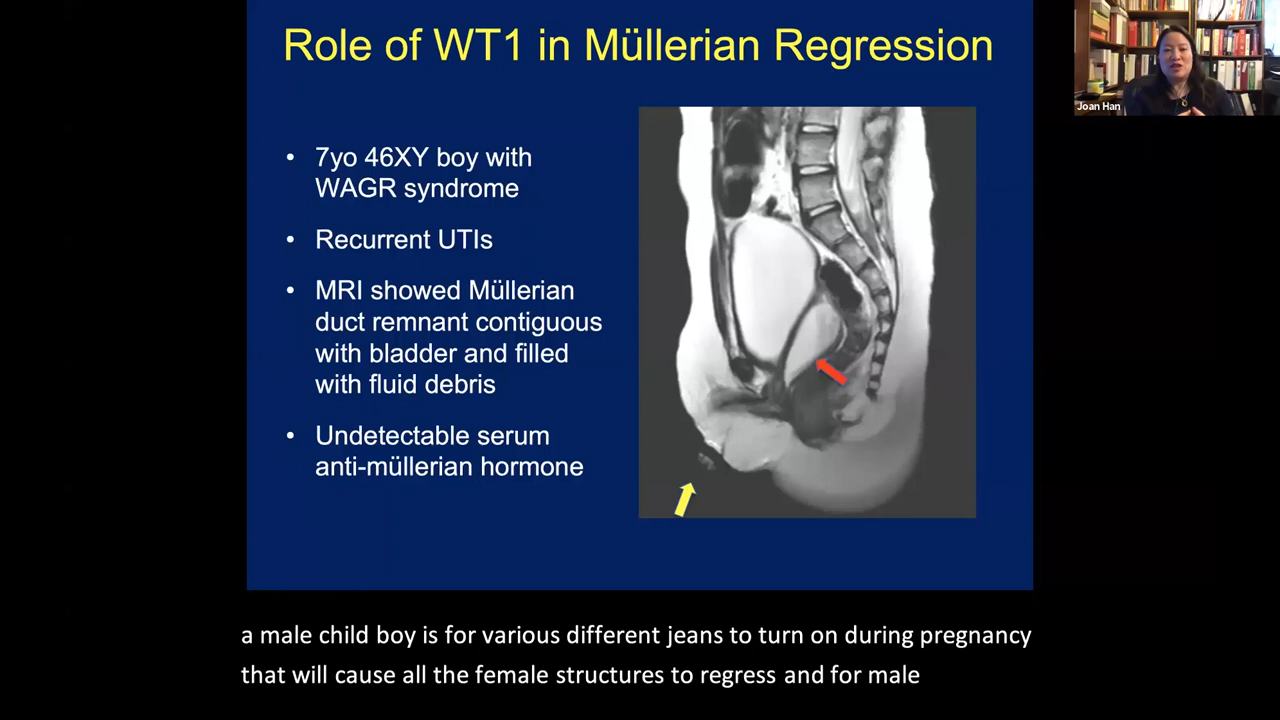 Role of WT1 in Müllerian Regression
Joan Han
• 7yo 46XY boy with
WAGR syndrome
• Recurrent UTIs
• MRI showed Müllerian
duct remnant contiguous
with bladder and filled
with fluid debris
• Undetectable serum
anti-müllerian hormone
a male child boy is for various different jeans to turn on during pregnancy
that will cause all the female structures to regress and for male